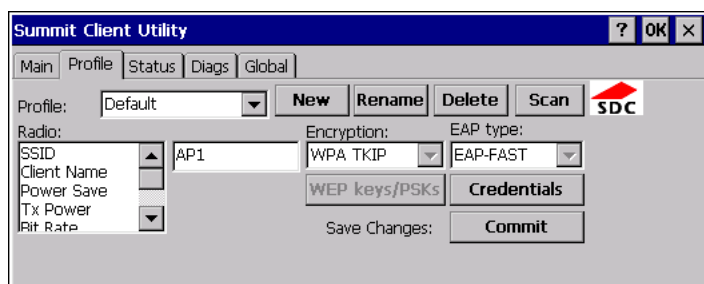 Summit Client Utility ? OK ×
Main Profile Status Diags Global
Profile: Default New Rename Delete Scan SDC
Radio: Encryption: EAP type:
SSID AP1 WPA TKIP EAP-FAST
Client Name
Power Save WEP keys/PSKs Credentials
Tx Power
Bit Rate Save Changes: Commit